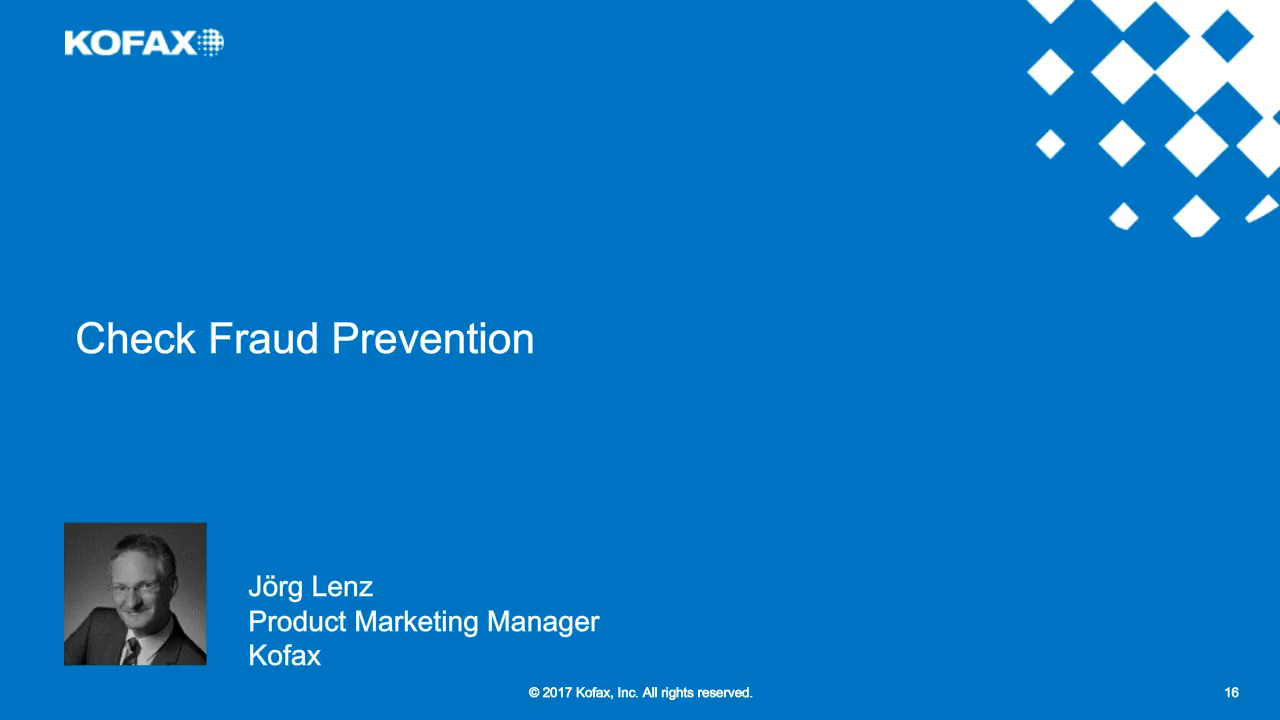 KOFAX
Check Fraud Prevention
Jörg Lenz
Product Marketing Manager
Kofax
© 2017 Kofax, Inc. All rights reserved.
16